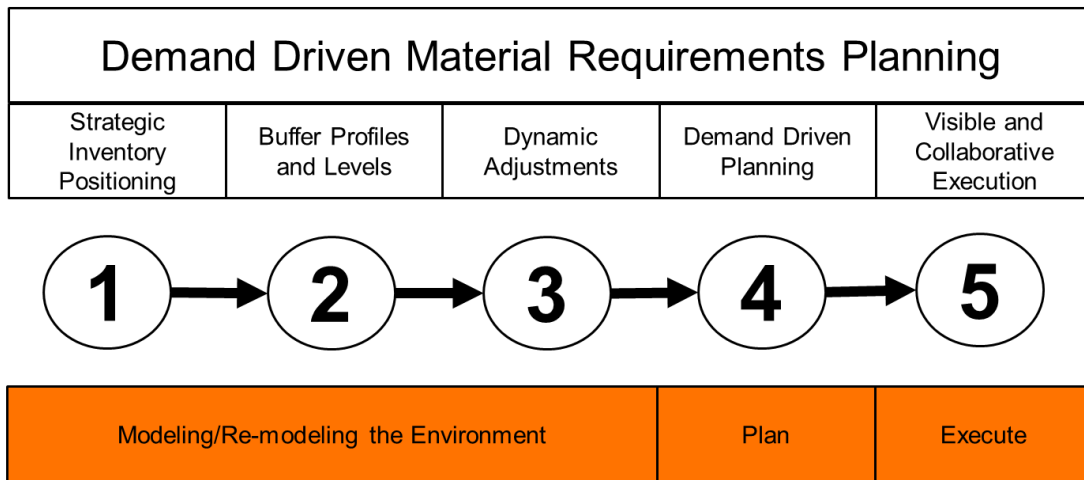 Demand Driven Material Requirements Planning
Strategic
Inventory
Positioning
Buffer Profiles
and Levels
Dynamic
Adjustments
Demand Driven
Planning
Visible and
Collaborative
Execution
1
2
3
4
5
Modeling/Re-modeling the Environment
Plan
Execute